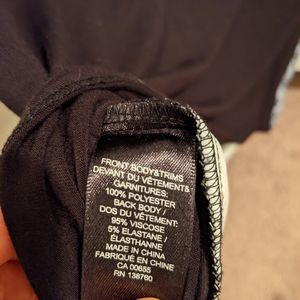 FRONT BODY&TRIMS
DEVANT DU VÊTEMENT&
GARNITURES:
100% POLYESTER
BACK BODY /
DOS DU VÊTEMENT:
95% VISCOSE
5% ELASTANE /
ÉLASTHANNE
MADE IN CHINA
FABRIQUÉ EN CHINE
CA 00655
RN 138760